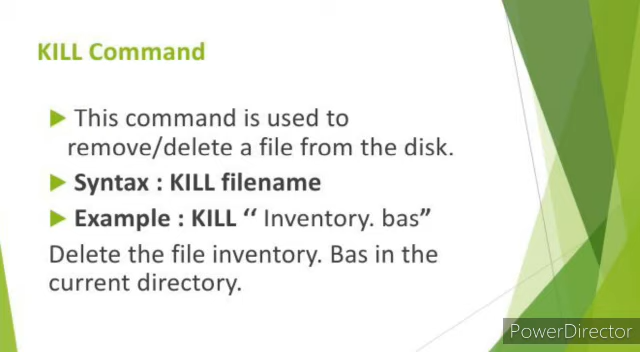 KILL Command
This command is used to
remove/delete a file from the disk.
Syntax : KILL filename
Example : KILL “ Inventory. bas”
Delete the file inventory. Bas in the
current directory.
PowerDirector